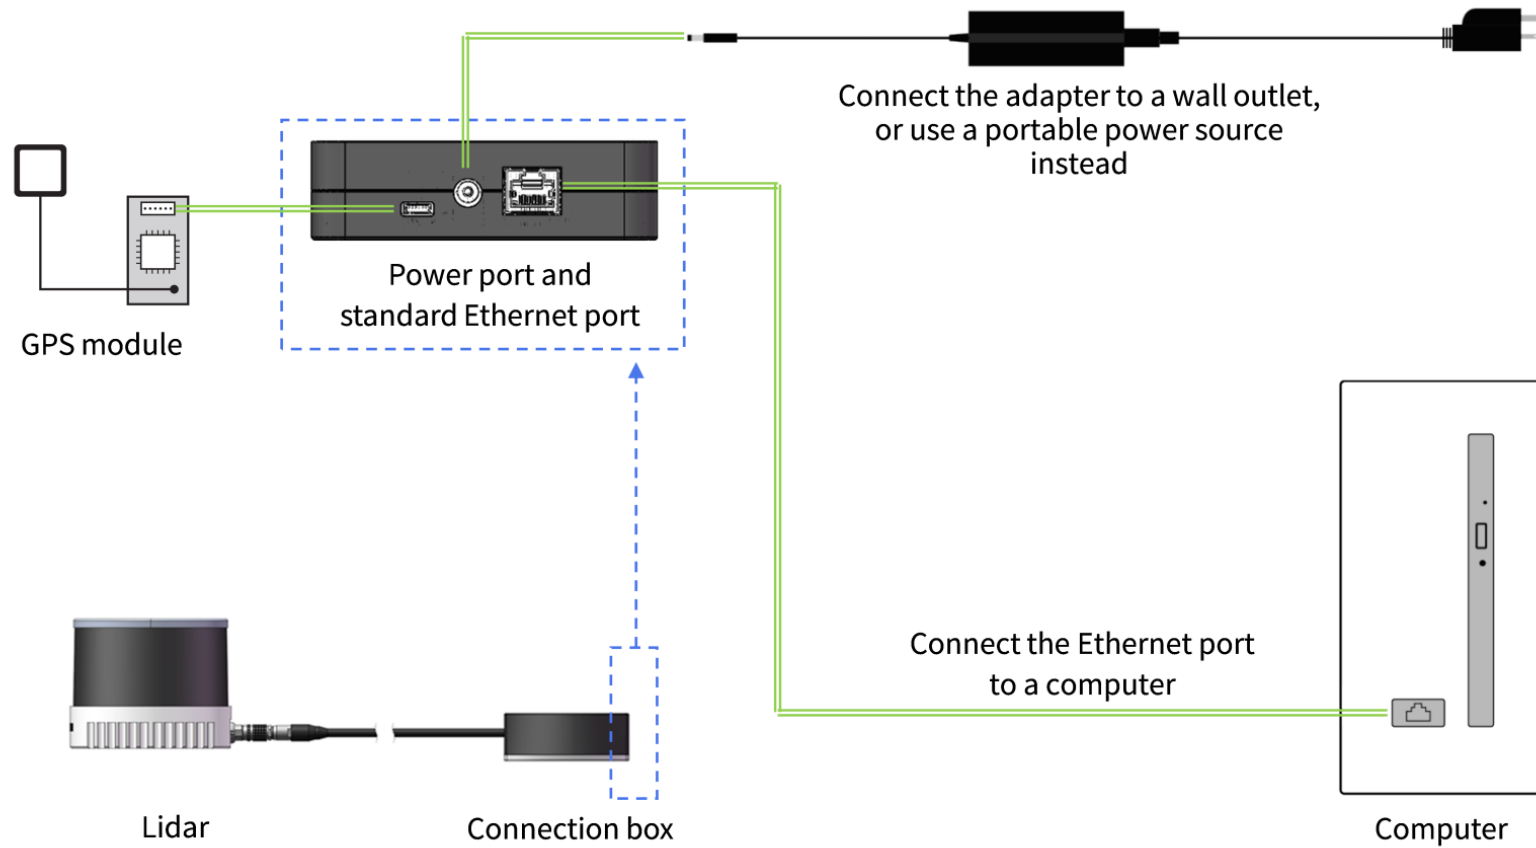 Connect the adapter to a wall outlet,
or use a portable power source
instead
Power port and
standard Ethernet port
GPS module
Connect the Ethernet port
to a computer
Lidar
Connection box
Computer